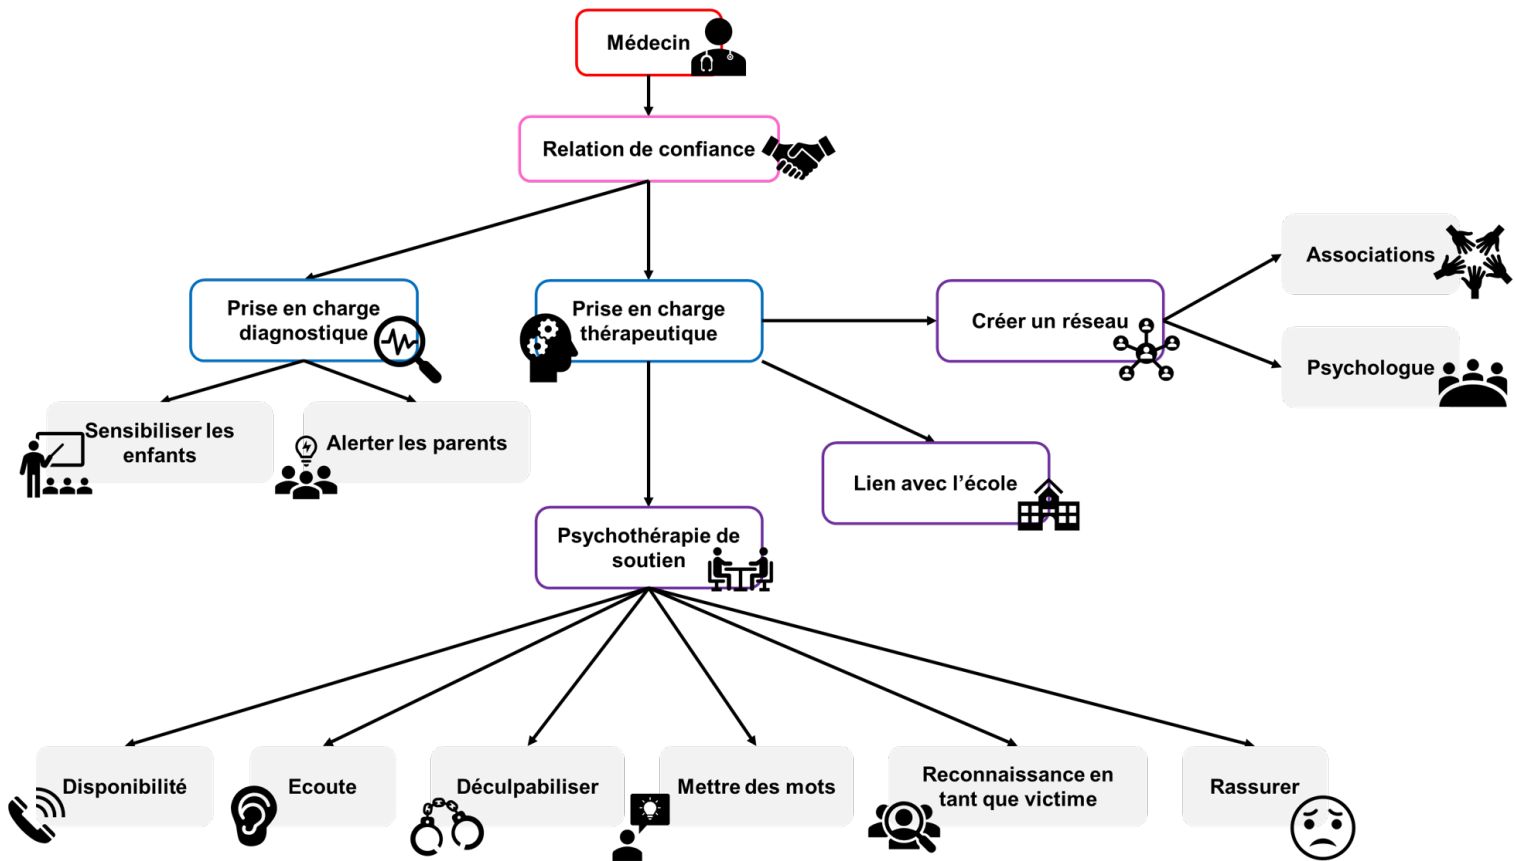 Médecin
Relation de confiance
Prise en charge
diagnostique
Prise en charge
thérapeutique
Créer un réseau
Associations
Psychologue
Sensibiliser les
enfants
Alerter les parents
Lien avec l'école
Psychothérapie de
soutien
Disponibilité
Ecoute
Déculpabiliser
Mettre des mots
Reconnaissance en
tant que victime
Rassurer